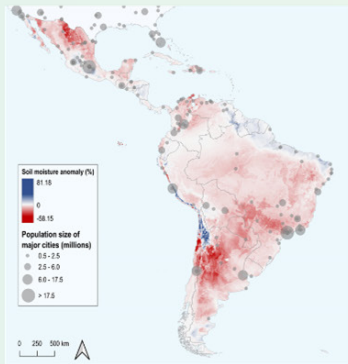 Soil moisture anomaly (%)
81.18
0
-58.15
Population size of
major cities (millions)
0.5 - 2.5
2.5 - 6.0
6.0 - 17.5
> 17.5
0 250 500 km